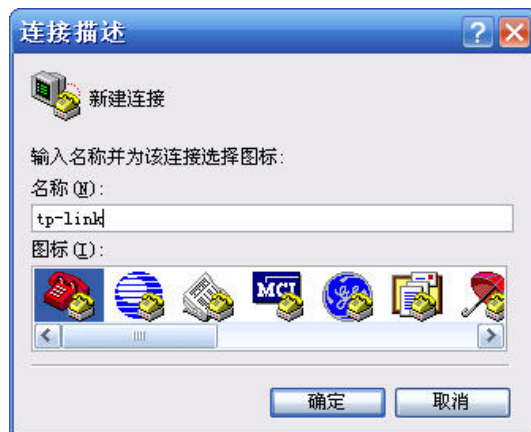 连接描述
新建连接
输入名称并为该连接选择图标:
名称(N):
tp-link
图标(I):
MCI
确定
取消